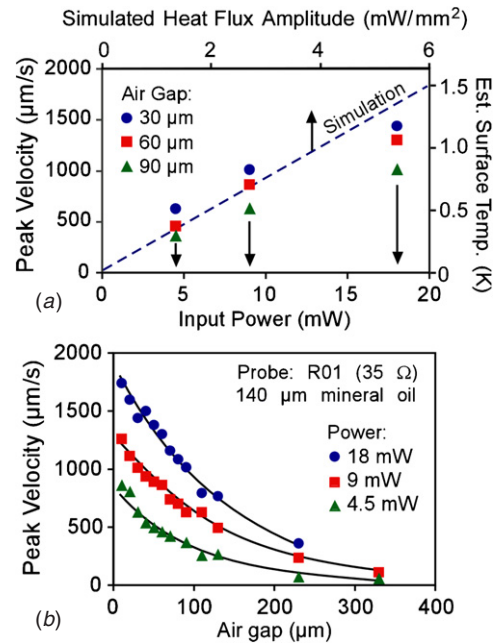 Simulated Heat Flux Amplitude (mW/mm²)
0 2 4 6
Peak Velocity (μm/s)
2000
1500
1000
500
0
Air Gap:
30 μm
60 μm
90 μm
Simulation
1.5
1.0
0.5
0
Est. Surface Temp. (K)
0 5 10 15 20
(a) Input Power (mW)
Peak Velocity (μm/s)
2000
1500
1000
500
0
Probe: R01 (35 Ω)
140 μm mineral oil
Power:
18 mW
9 mW
4.5 mW
0 100 200 300 400
(b) Air gap (μm)